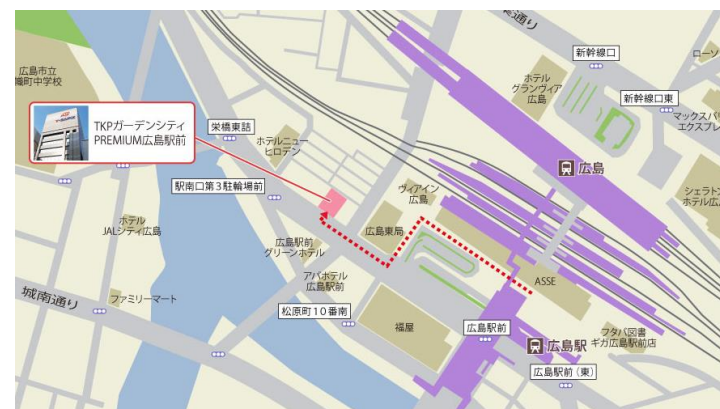 城南通り
新幹線口
ローソ
広島市立
幟町中学校
ホテル
グランヴィア
広島
新幹線口東
マックスバリ
エクスプレ
TKPガーデンシティ
PREMIUM広島駅前
栄橋東詰
ホテルニュー
ヒロデン
広島
駅南口第3駐輪場前
ヴィアイン
広島
シェラト
ホテル広
ホテル
JALシティ広島
広島東局
広島駅前
グリーンホテル
ASSE
アパホテル
広島駅前
城南通り
ファミリーマート
松原町10番南
福屋
広島駅前
広島駅
フタバ図書
ギガ広島駅前店
広島駅前(東)